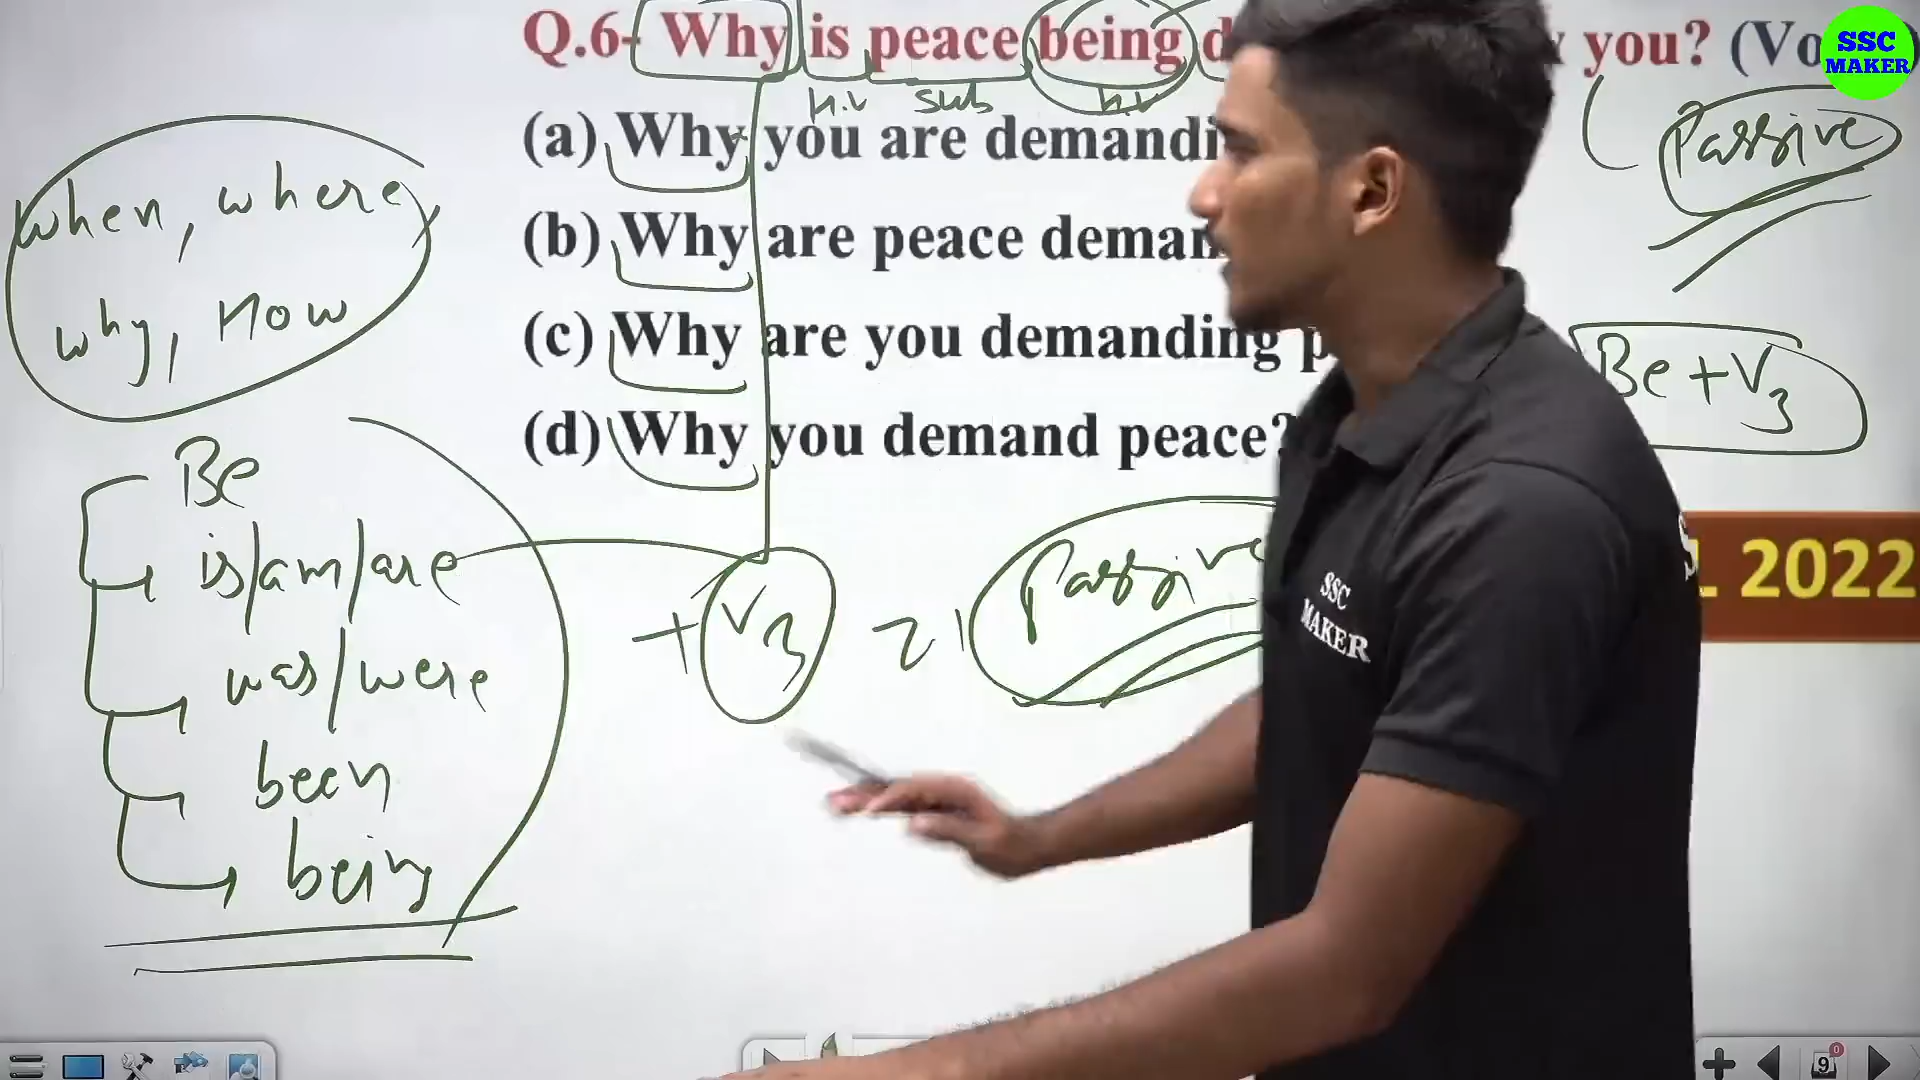 Q.6- Why is peace being d you? (Vo
SSC
MAKER
H.V sub h.v
(a) Why you are demandi
(b) Why are peace deman
(c) Why are you demanding p
(d) Why you demand peace?
Passive
when, where
why, How
Be + V3
Be
is/am/are
was/were
been
being
+ V3
Passive
L 2022
SSC
MAKER
9
0